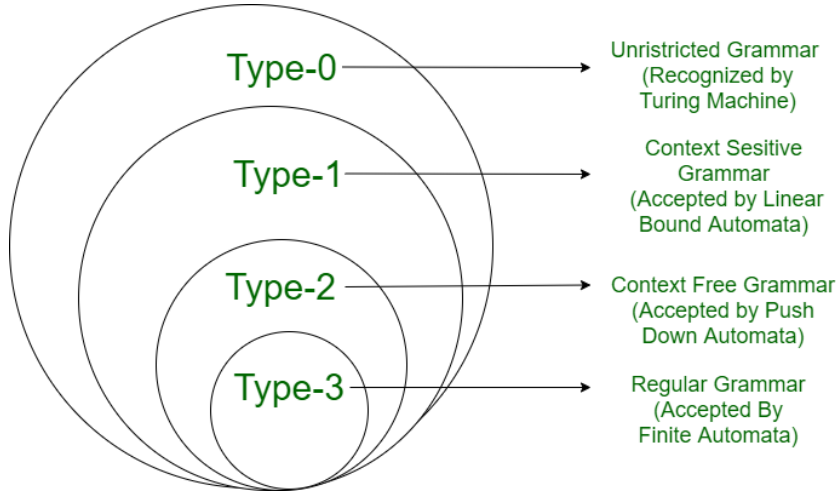 Type-0
Unristricted Grammar
(Recognized by
Turing Machine)
Type-1
Context Sesitive
Grammar
(Accepted by Linear
Bound Automata)
Type-2
Context Free Grammar
(Accepted by Push
Down Automata)
Type-3
Regular Grammar
(Accepted By
Finite Automata)